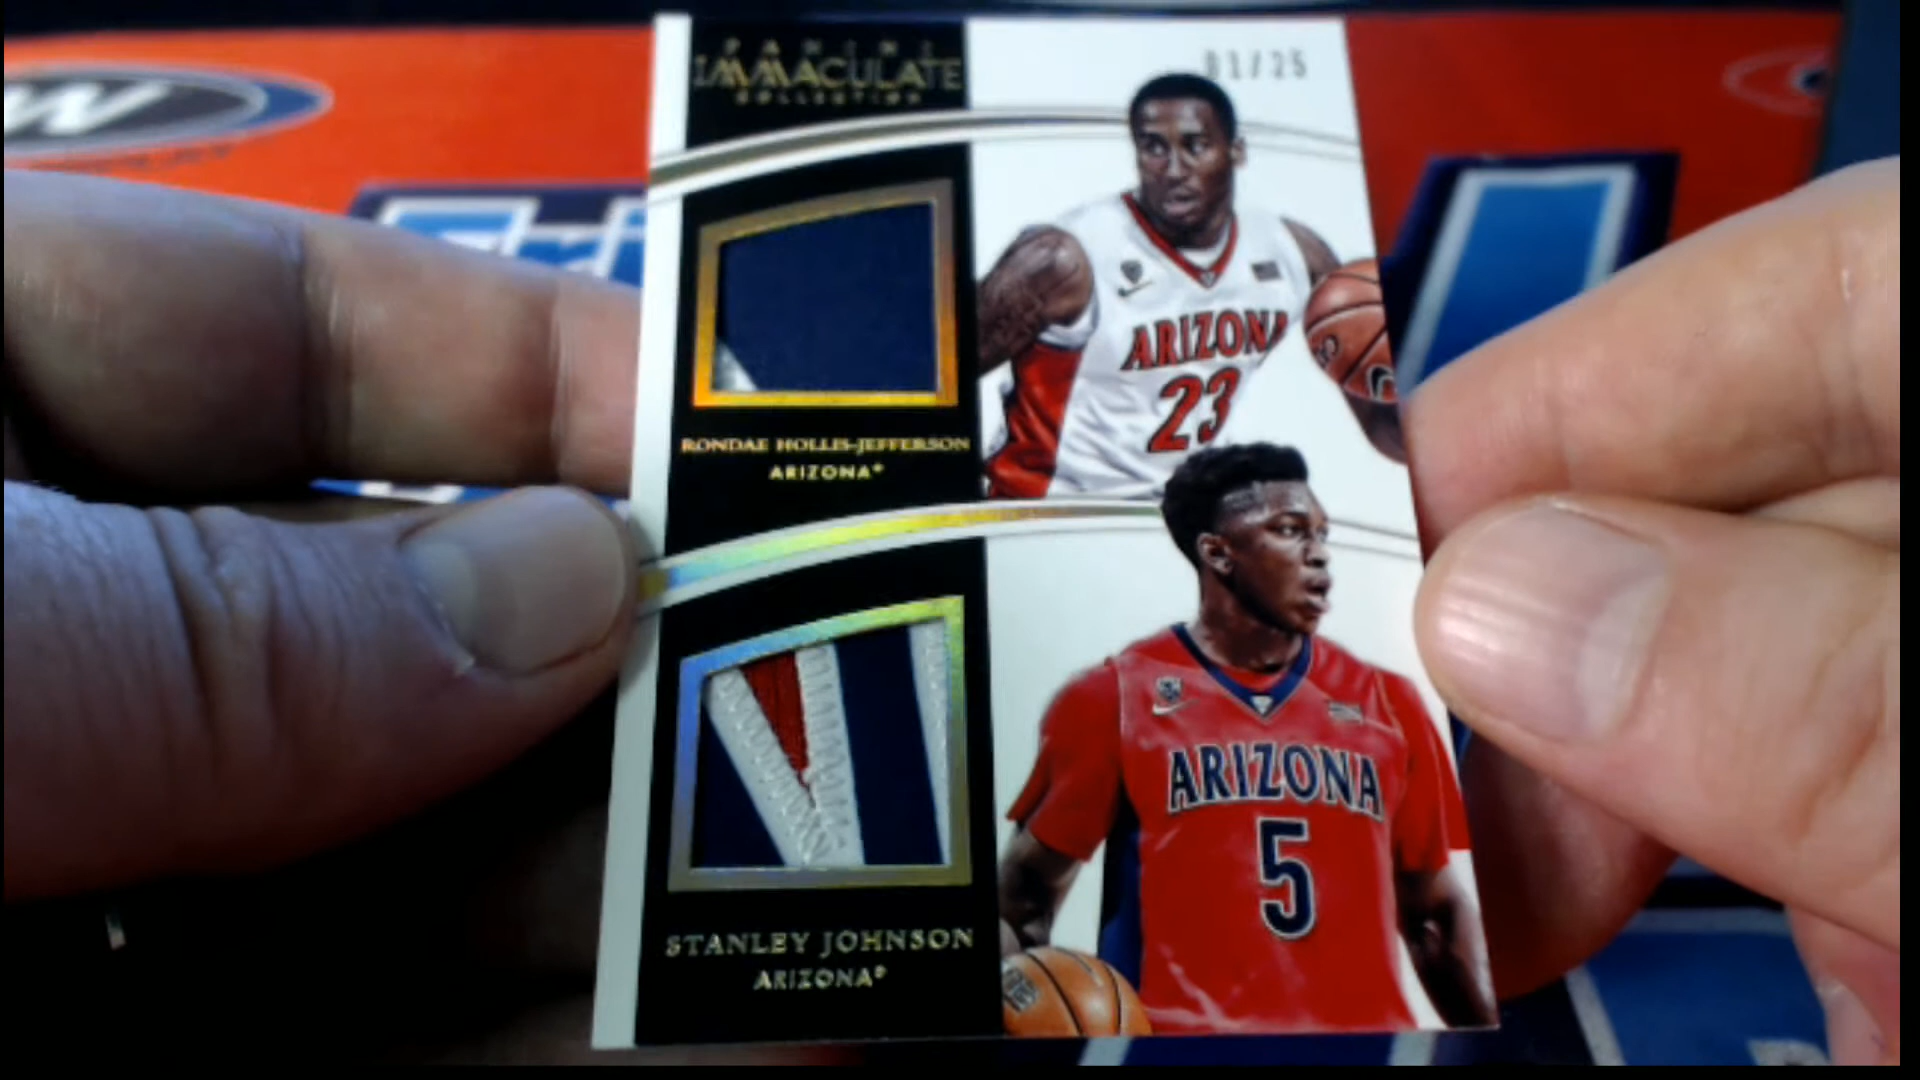 PANINI
IMMACULATE
COLLECTION
01/25
RONDAE HOLLIS-JEFFERSON
ARIZONA
ARIZONA
23
STANLEY JOHNSON
ARIZONA
ARIZONA
5
W